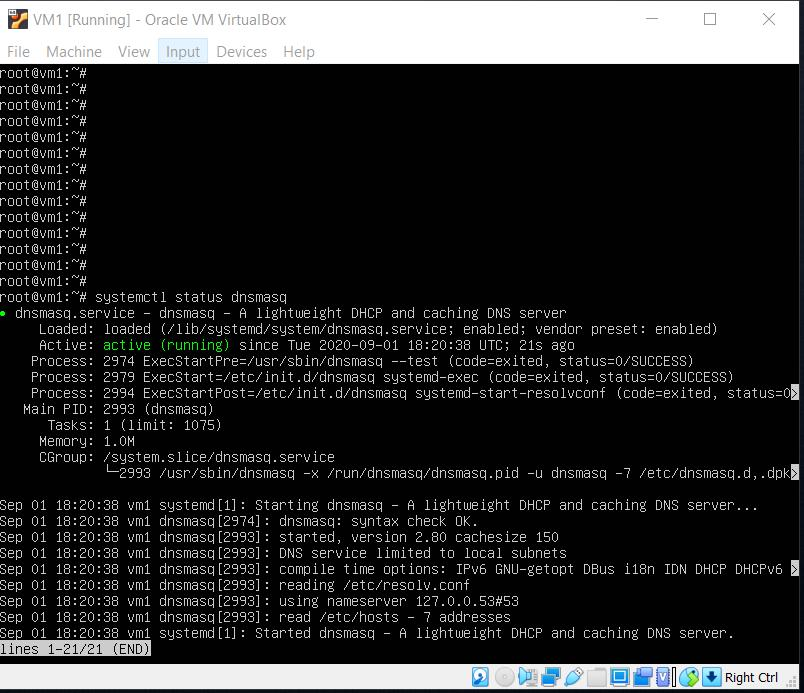 VM1 [Running] - Oracle VM VirtualBox
File Machine View Input Devices Help
root@vm1:~#
root@vm1:~#
root@vm1:~#
root@vm1:~#
root@vm1:~#
root@vm1:~#
root@vm1:~#
root@vm1:~#
root@vm1:~#
root@vm1:~#
root@vm1:~#
root@vm1:~#
root@vm1:~#
root@vm1:~#
root@vm1:~# systemctl status dnsmasq
● dnsmasq.service - dnsmasq - A lightweight DHCP and caching DNS server
Loaded: loaded (/lib/systemd/system/dnsmasq.service; enabled; vendor preset: enabled)
Active: active (running) since Tue 2020-09-01 18:20:38 UTC; 21s ago
Process: 2974 ExecStartPre=/usr/sbin/dnsmasq --test (code=exited, status=0/SUCCESS)
Process: 2979 ExecStart=/etc/init.d/dnsmasq systemd-exec (code=exited, status=0/SUCCESS)
Process: 2994 ExecStartPost=/etc/init.d/dnsmasq systemd-start-resolvconf (code=exited, status=0>
Main PID: 2993 (dnsmasq)
Tasks: 1 (limit: 1075)
Memory: 1.0M
CGroup: /system.slice/dnsmasq.service
└─2993 /usr/sbin/dnsmasq -x /run/dnsmasq/dnsmasq.pid -u dnsmasq -7 /etc/dnsmasq.d,.dpk>
Sep 01 18:20:38 vm1 systemd[1]: Starting dnsmasq - A lightweight DHCP and caching DNS server...
Sep 01 18:20:38 vm1 dnsmasq[2974]: dnsmasq: syntax check OK.
Sep 01 18:20:38 vm1 dnsmasq[2993]: started, version 2.80 cachesize 150
Sep 01 18:20:38 vm1 dnsmasq[2993]: DNS service limited to local subnets
Sep 01 18:20:38 vm1 dnsmasq[2993]: compile time options: IPv6 GNU-getopt DBus i18n IDN DHCP DHCPv6 >
Sep 01 18:20:38 vm1 dnsmasq[2993]: reading /etc/resolv.conf
Sep 01 18:20:38 vm1 dnsmasq[2993]: using nameserver 127.0.0.53#53
Sep 01 18:20:38 vm1 dnsmasq[2993]: read /etc/hosts - 7 addresses
Sep 01 18:20:38 vm1 systemd[1]: Started dnsmasq - A lightweight DHCP and caching DNS server.
lines 1-21/21 (END)
Right Ctrl